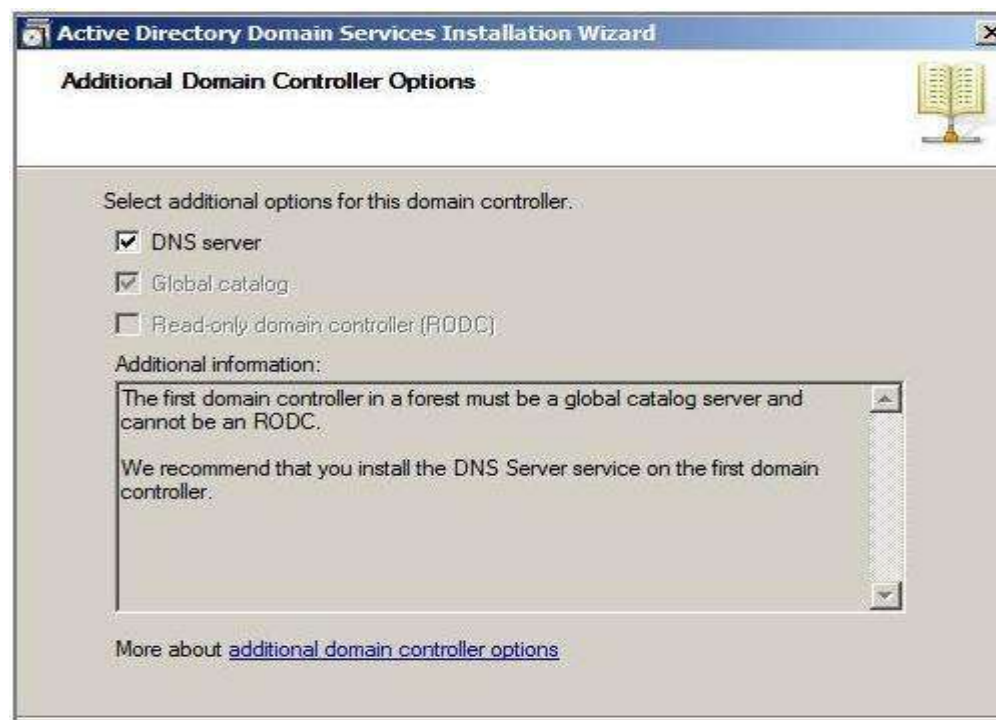 Active Directory Domain Services Installation Wizard
Additional Domain Controller Options
Select additional options for this domain controller.
DNS server
Global catalog
Read-only domain controller (RODC)
Additional information:
The first domain controller in a forest must be a global catalog server and
cannot be an RODC.
We recommend that you install the DNS Server service on the first domain
controller.
More about additional domain controller options